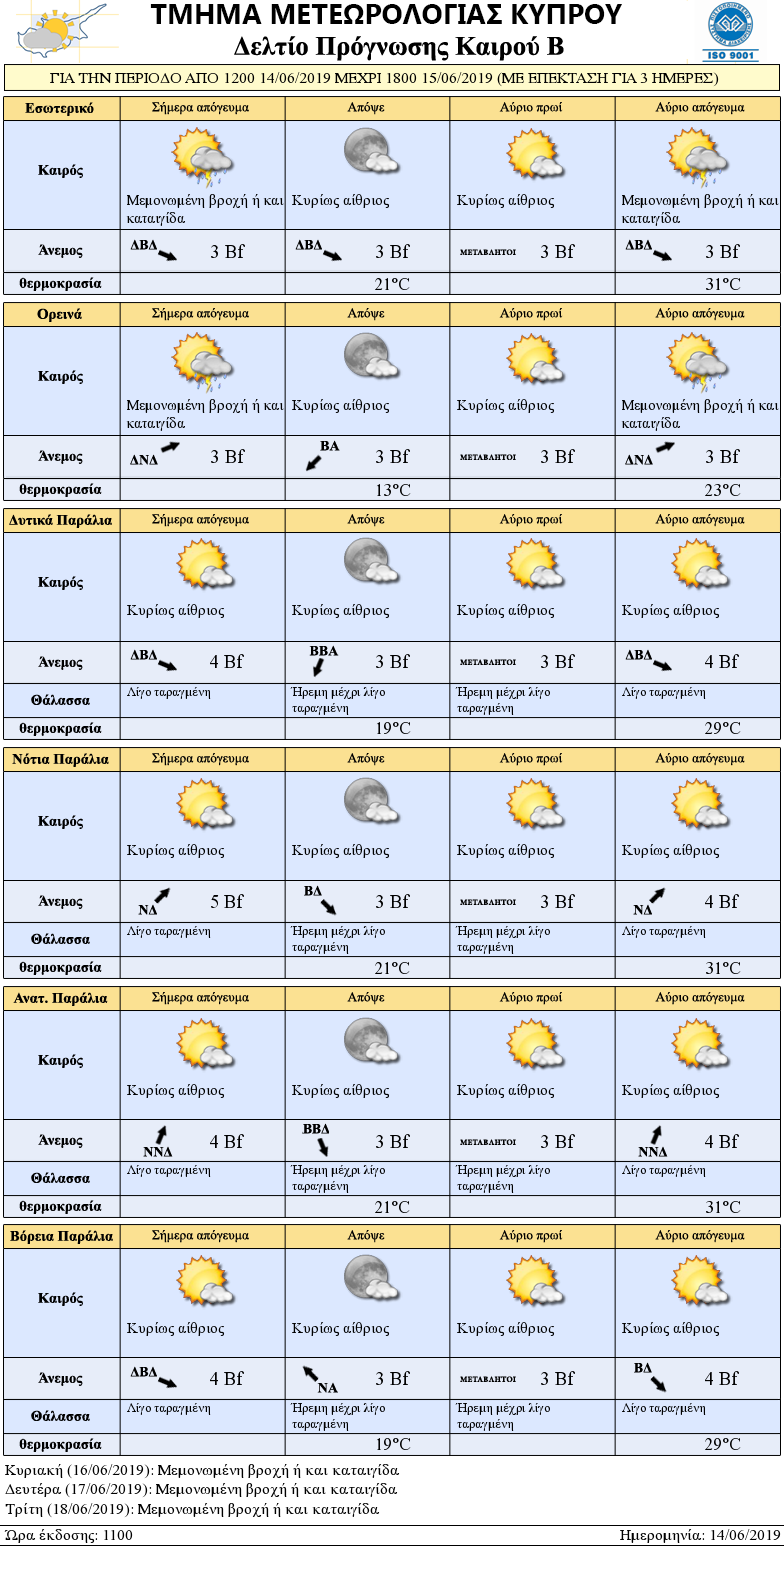 ΤΜΗΜΑ ΜΕΤΕΩΡΟΛΟΓΙΑΣ ΚΥΠΡΟΥ
Δελτίο Πρόγνωσης Καιρού Β
ISO 9001
ΓΙΑ ΤΗΝ ΠΕΡΙΟΔΟ ΑΠΟ 1200 14/06/2019 ΜΕΧΡΙ 1800 15/06/2019 (ΜΕ ΕΠΕΚΤΑΣΗ ΓΙΑ 3 ΗΜΕΡΕΣ)
Εσωτερικό Σήμερα απόγευμα Απόψε Αύριο πρωί Αύριο απόγευμα
Καιρός
Μεμονωμένη βροχή ή και Κυρίως αίθριος Κυρίως αίθριος Μεμονωμένη βροχή ή και
καταιγίδα καταιγίδα
Άνεμος ΔΒΔ 3 Bf ΔΒΔ 3 Bf ΜΕΤΑΒΛΗΤΟΙ 3 Bf ΔΒΔ 3 Bf
θερμοκρασία 21°C 31°C
Ορεινά Σήμερα απόγευμα Απόψε Αύριο πρωί Αύριο απόγευμα
Καιρός
Μεμονωμένη βροχή ή και Κυρίως αίθριος Κυρίως αίθριος Μεμονωμένη βροχή ή και
καταιγίδα καταιγίδα
Άνεμος ΔΝΔ 3 Bf ΒΑ 3 Bf ΜΕΤΑΒΛΗΤΟΙ 3 Bf ΔΝΔ 3 Bf
θερμοκρασία 13°C 23°C
Δυτικά Παράλια Σήμερα απόγευμα Απόψε Αύριο πρωί Αύριο απόγευμα
Καιρός
Κυρίως αίθριος Κυρίως αίθριος Κυρίως αίθριος Κυρίως αίθριος
Άνεμος ΔΒΔ 4 Bf ΒΒΑ 3 Bf ΜΕΤΑΒΛΗΤΟΙ 3 Bf ΔΒΔ 4 Bf
Θάλασσα Λίγο ταραγμένη Ήρεμη μέχρι λίγο Ήρεμη μέχρι λίγο Λίγο ταραγμένη
ταραγμένη ταραγμένη
θερμοκρασία 19°C 29°C
Νότια Παράλια Σήμερα απόγευμα Απόψε Αύριο πρωί Αύριο απόγευμα
Καιρός
Κυρίως αίθριος Κυρίως αίθριος Κυρίως αίθριος Κυρίως αίθριος
Άνεμος ΝΔ 5 Bf ΒΔ 3 Bf ΜΕΤΑΒΛΗΤΟΙ 3 Bf ΝΔ 4 Bf
Θάλασσα Λίγο ταραγμένη Ήρεμη μέχρι λίγο Ήρεμη μέχρι λίγο Λίγο ταραγμένη
ταραγμένη ταραγμένη
θερμοκρασία 21°C 31°C
Ανατ. Παράλια Σήμερα απόγευμα Απόψε Αύριο πρωί Αύριο απόγευμα
Καιρός
Κυρίως αίθριος Κυρίως αίθριος Κυρίως αίθριος Κυρίως αίθριος
Άνεμος ΝΝΔ 4 Bf ΒΒΔ 3 Bf ΜΕΤΑΒΛΗΤΟΙ 3 Bf ΝΝΔ 4 Bf
Θάλασσα Λίγο ταραγμένη Ήρεμη μέχρι λίγο Ήρεμη μέχρι λίγο Λίγο ταραγμένη
ταραγμένη ταραγμένη
θερμοκρασία 21°C 31°C
Βόρεια Παράλια Σήμερα απόγευμα Απόψε Αύριο πρωί Αύριο απόγευμα
Καιρός
Κυρίως αίθριος Κυρίως αίθριος Κυρίως αίθριος Κυρίως αίθριος
Άνεμος ΔΒΔ 4 Bf ΝΑ 3 Bf ΜΕΤΑΒΛΗΤΟΙ 3 Bf ΒΔ 4 Bf
Θάλασσα Λίγο ταραγμένη Ήρεμη μέχρι λίγο Ήρεμη μέχρι λίγο Λίγο ταραγμένη
ταραγμένη ταραγμένη
θερμοκρασία 19°C 29°C
Κυριακή (16/06/2019): Μεμονωμένη βροχή ή και καταιγίδα
Δευτέρα (17/06/2019): Μεμονωμένη βροχή ή και καταιγίδα
Τρίτη (18/06/2019): Μεμονωμένη βροχή ή και καταιγίδα
Ώρα έκδοσης: 1100 Ημερομηνία: 14/06/2019